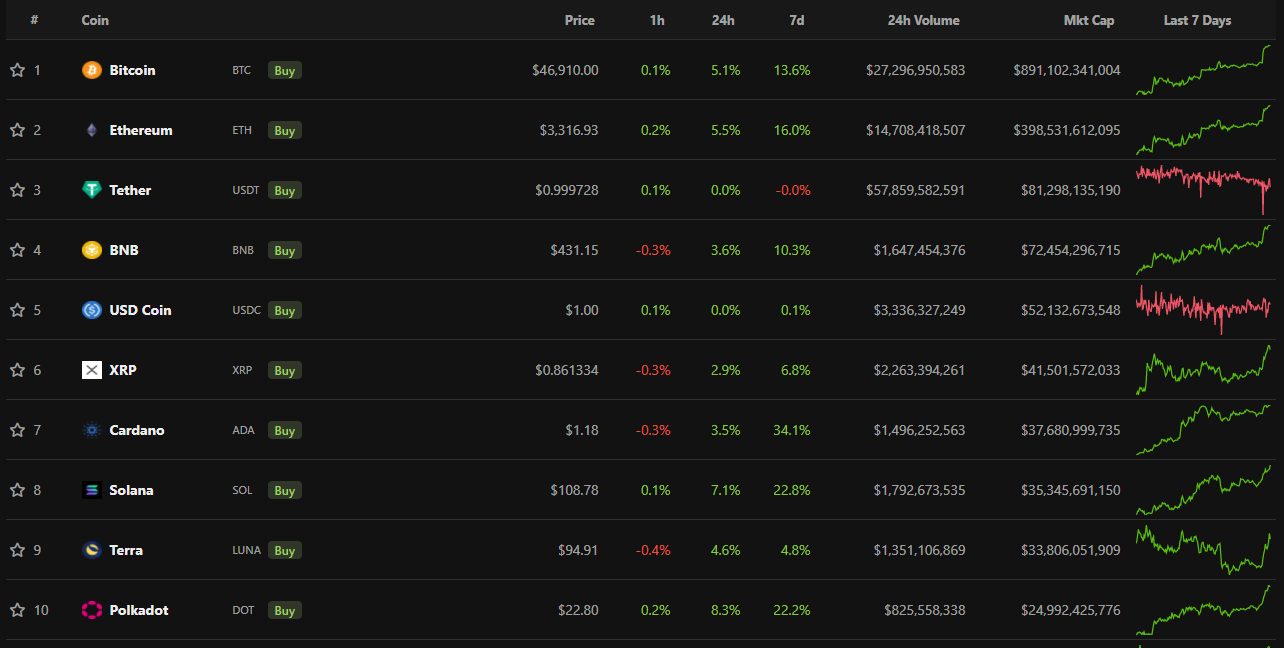 # Coin Price 1h 24h 7d 24h Volume Mkt Cap Last 7 Days
1 Bitcoin BTC Buy $46,910.00 0.1% 5.1% 13.6% $27,296,950,583 $891,102,341,004
2 Ethereum ETH Buy $3,316.93 0.2% 5.5% 16.0% $14,708,418,507 $398,531,612,095
3 Tether USDT Buy $0.999728 0.1% 0.0% -0.0% $57,859,582,591 $81,298,135,190
4 BNB BNB Buy $431.15 -0.3% 3.6% 10.3% $1,647,454,376 $72,454,296,715
5 USD Coin USDC Buy $1.00 0.1% 0.0% 0.1% $3,336,327,249 $52,132,673,548
6 XRP XRP Buy $0.861334 -0.3% 2.9% 6.8% $2,263,394,261 $41,501,572,033
7 Cardano ADA Buy $1.18 -0.3% 3.5% 34.1% $1,496,252,563 $37,680,999,735
8 Solana SOL Buy $108.78 0.1% 7.1% 22.8% $1,792,673,535 $35,345,691,150
9 Terra LUNA Buy $94.91 -0.4% 4.6% 4.8% $1,351,106,869 $33,806,051,909
10 Polkadot DOT Buy $22.80 0.2% 8.3% 22.2% $825,558,338 $24,992,425,776